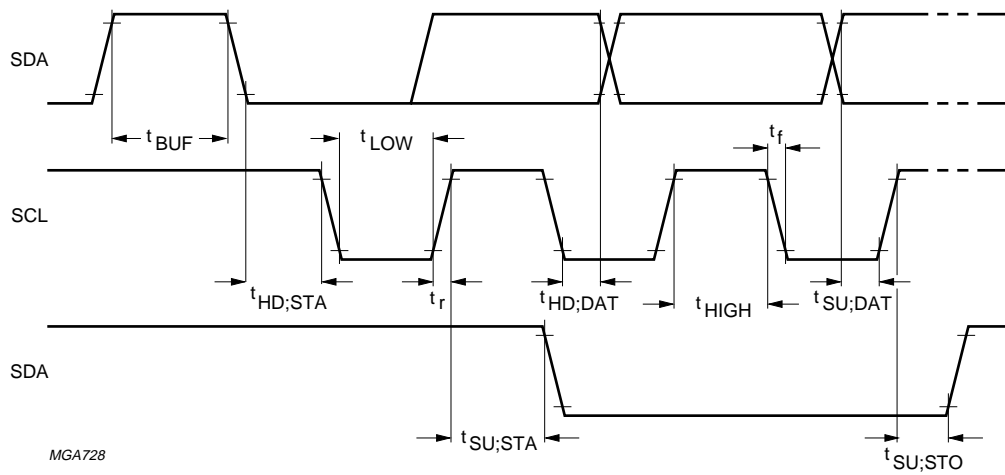 SDA
t BUF
t LOW
t f
SCL
t HD;STA
t r
t HD;DAT
t HIGH
t SU;DAT
SDA
t SU;STA
t SU;STO
MGA728